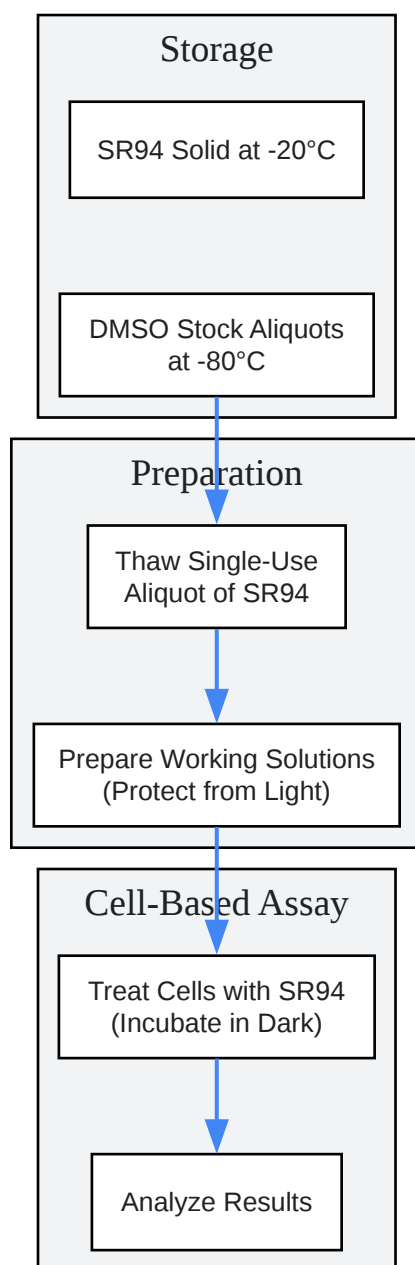 Storage
SR94 Solid at -20°C
DMSO Stock Aliquots
at -80°C
Preparation
Thaw Single-Use
Aliquot of SR94
Prepare Working Solutions
(Protect from Light)
Cell-Based Assay
Treat Cells with SR94
(Incubate in Dark)
Analyze Results